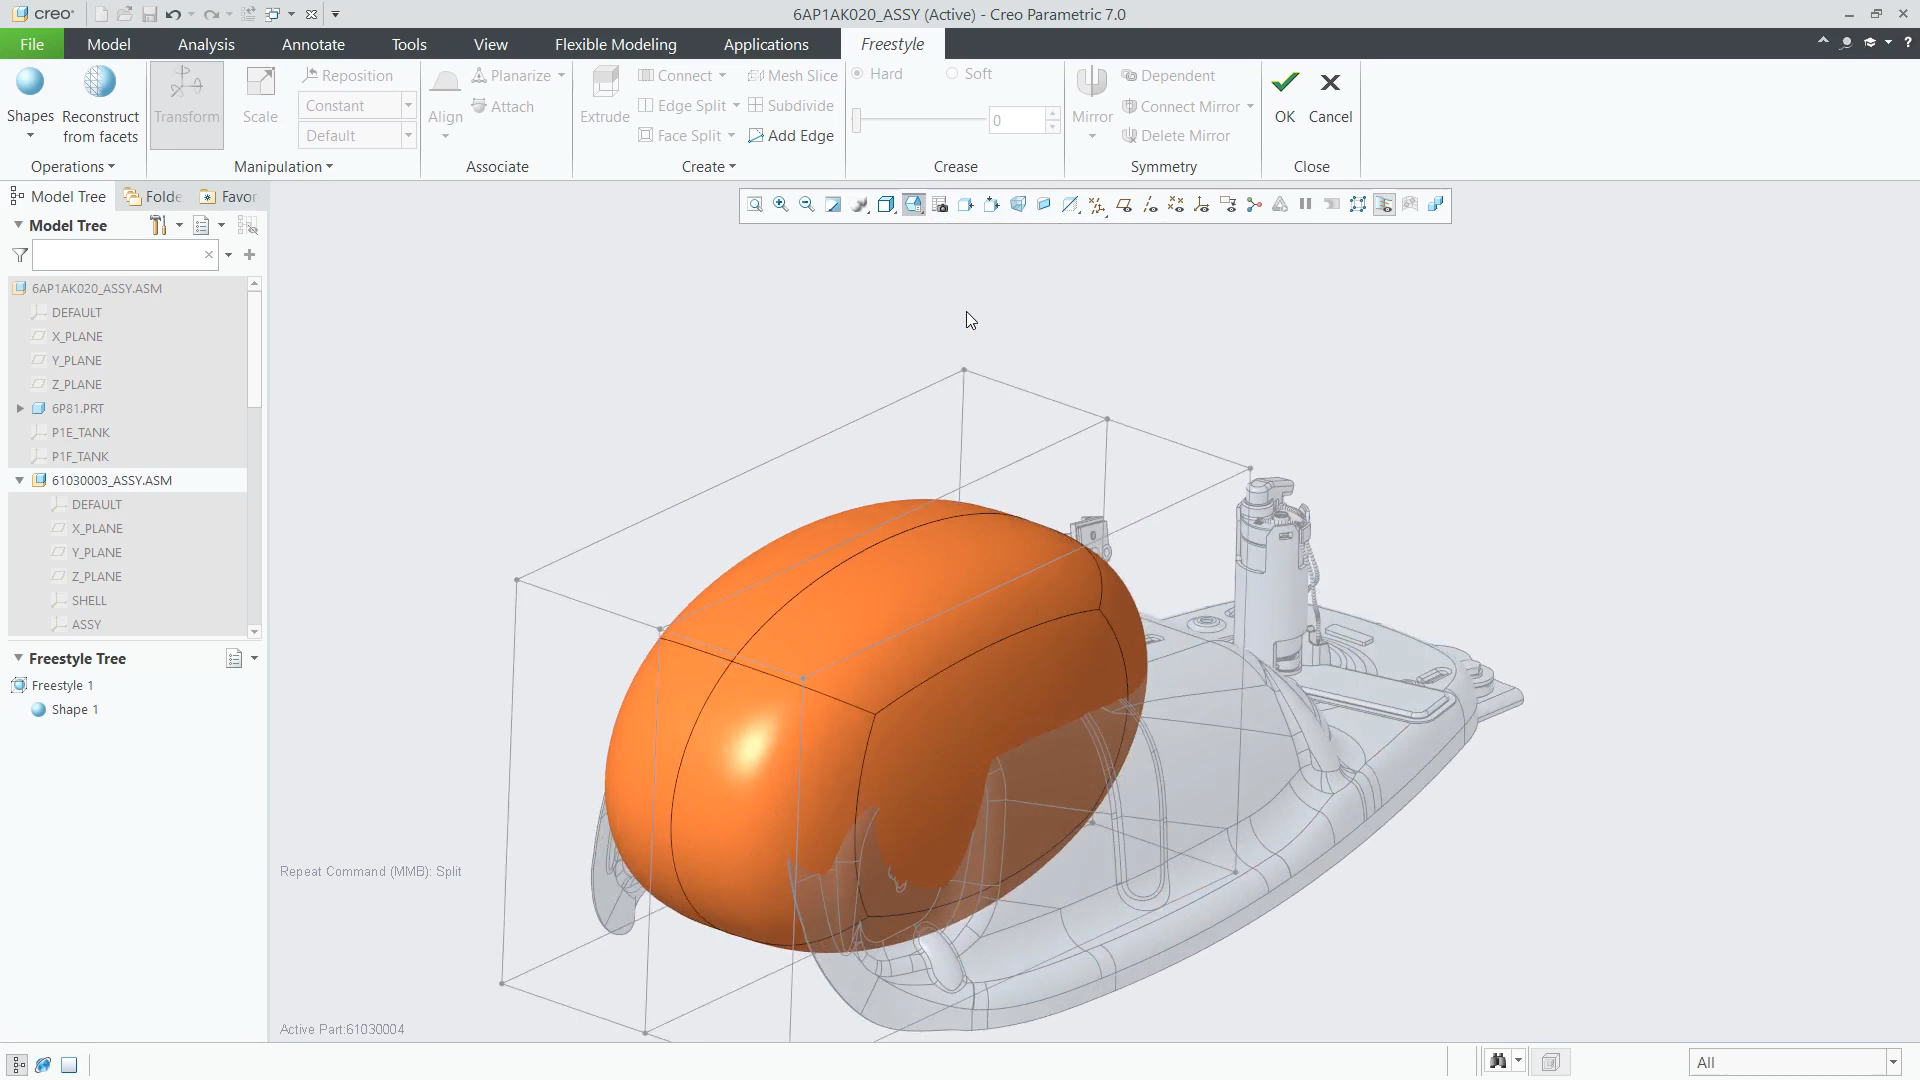 creo
6AP1AK020_ASSY (Active) - Creo Parametric 7.0
File
Model
Analysis
Annotate
Tools
View
Flexible Modeling
Applications
Freestyle
?
Shapes
Reconstruct
from facets
Operations
Transform
Scale
Reposition
Constant
Default
Manipulation
Align
Planarize
Attach
Associate
Extrude
Connect
Mesh Slice
Edge Split
Subdivide
Face Split
Add Edge
Create
Hard
Soft
0
Crease
Mirror
Dependent
Connect Mirror
Delete Mirror
Symmetry
OK
Cancel
Close
Model Tree
Folde
Favor
Model Tree
6AP1AK020_ASSY.ASM
DEFAULT
X_PLANE
Y_PLANE
Z_PLANE
6P81.PRT
P1E_TANK
P1F_TANK
61030003_ASSY.ASM
DEFAULT
X_PLANE
Y_PLANE
Z_PLANE
SHELL
ASSY
Freestyle Tree
Freestyle 1
Shape 1
Repeat Command (MMB): Split
Active Part:61030004
All